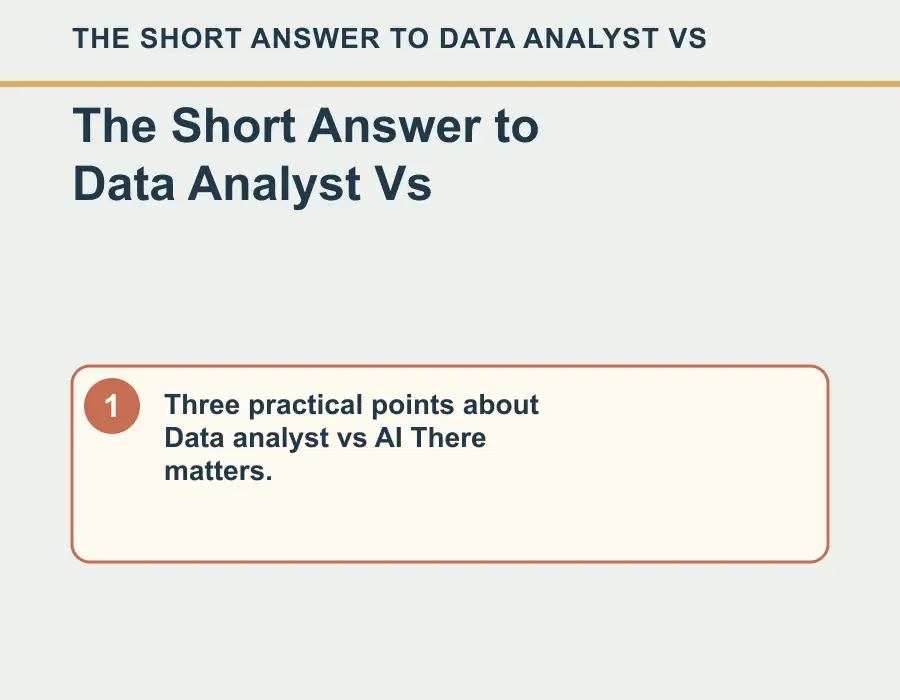 THE SHORT ANSWER TO DATA ANALYST VS
The Short Answer to
Data Analyst Vs
1
Three practical points about
Data analyst vs AI There
matters.